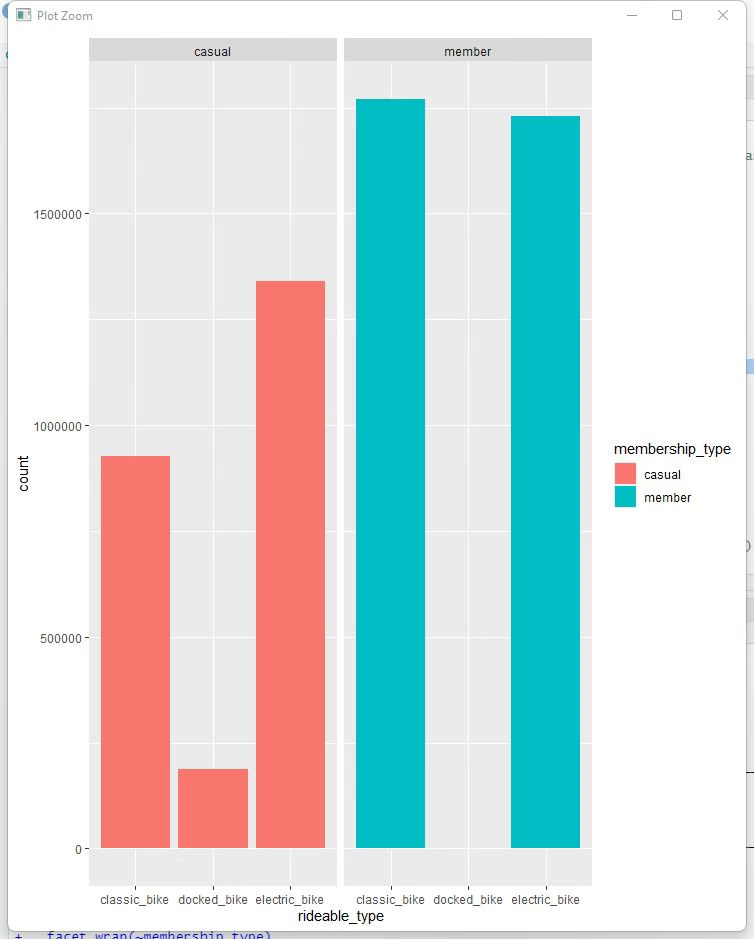 Plot Zoom
casual member
1500000
1000000
500000
0
count
classic_bike docked_bike electric_bike classic_bike docked_bike electric_bike
rideable_type
membership_type
casual
member
+ facet_wrap(~membership_type)